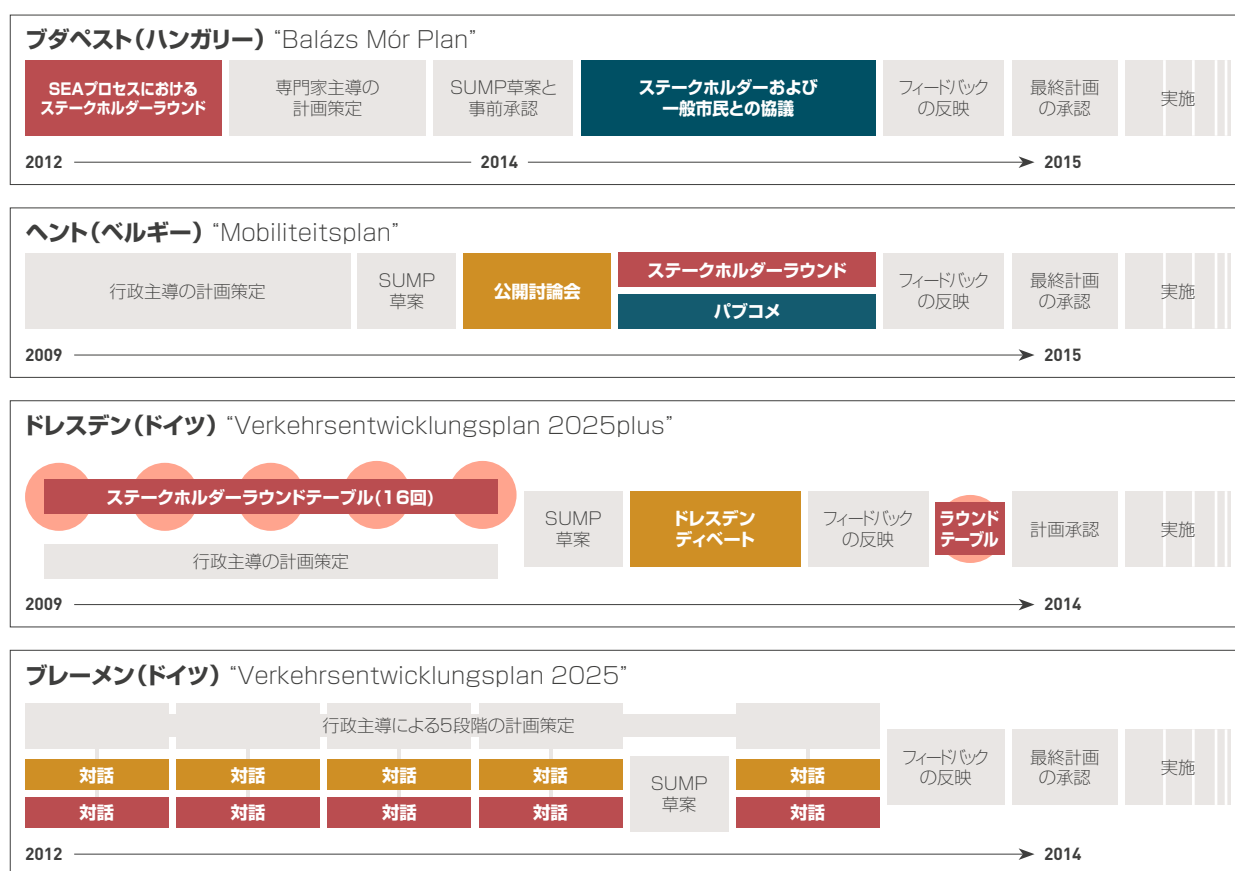 ブダペスト(ハンガリー) “Balázs Mór Plan”
SEAプロセスにおける
ステークホルダーラウンド
専門家主導の
計画策定
SUMP草案と
事前承認
ステークホルダーおよび
一般市民との協議
フィードバック
の反映
最終計画
の承認
実施
2012
2014
2015
ヘント(ベルギー) “Mobiliteitsplan”
行政主導の計画策定
SUMP
草案
公開討論会
ステークホルダーラウンド
パブコメ
フィードバック
の反映
最終計画
の承認
実施
2009
2015
ドレスデン(ドイツ) “Verkehrsentwicklungsplan 2025plus”
ステークホルダーラウンドテーブル(16回)
行政主導の計画策定
SUMP
草案
ドレスデン
ディベート
フィードバック
の反映
ラウンド
テーブル
計画承認
実施
2009
2014
ブレーメン(ドイツ) “Verkehrsentwicklungsplan 2025”
行政主導による5段階の計画策定
対話
対話
対話
対話
対話
対話
対話
対話
SUMP
草案
対話
対話
フィードバック
の反映
最終計画
の承認
実施
2012
2014